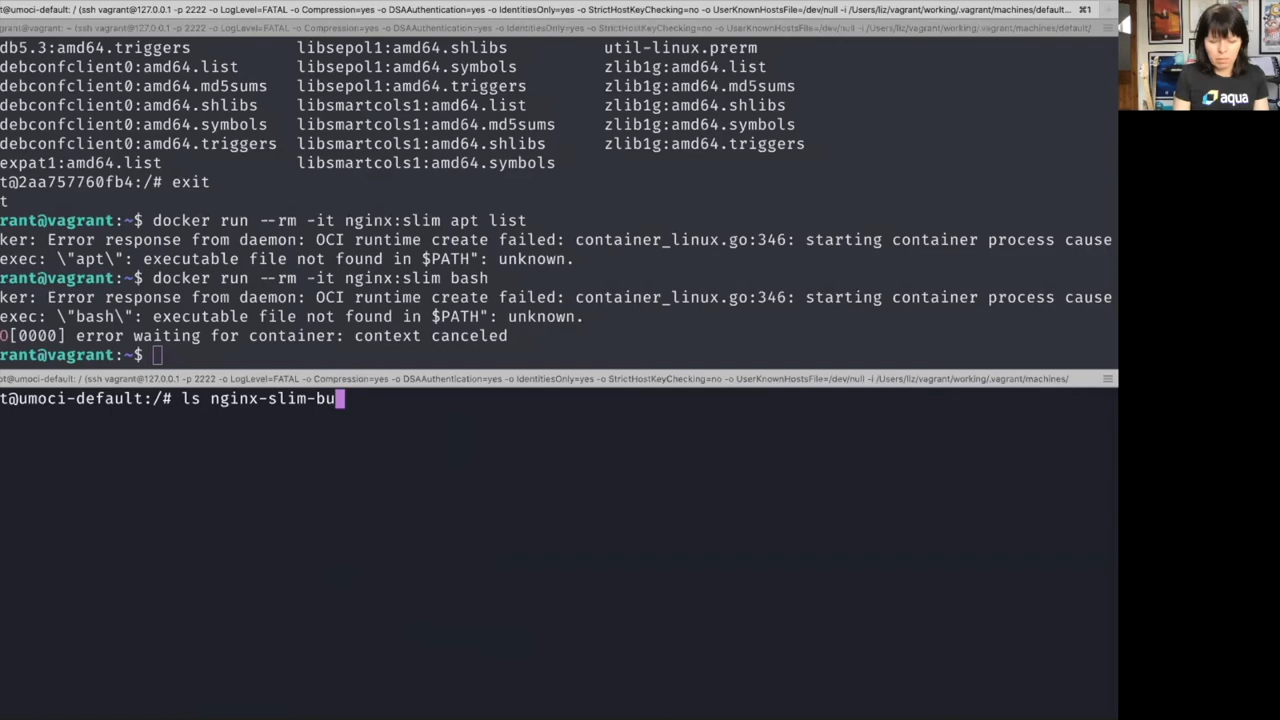 t@umoci-default: / (ssh vagrant@127.0.0.1 -p 2222 -o LogLevel=FATAL -o Compression=yes -o DSAAuthentication=yes -o IdentitiesOnly=yes -o StrictHostKeyChecking=no -o UserKnownHostsFile=/dev/null -i /Users/liz/vagrant/working/.vagrant/machines/default... ⌘1
agrant@vagrant: ~ (ssh vagrant@127.0.0.1 -p 2222 -o LogLevel=FATAL -o Compression=yes -o DSAAuthentication=yes -o IdentitiesOnly=yes -o StrictHostKeyChecking=no -o UserKnownHostsFile=/dev/null -i /Users/liz/vagrant/working/.vagrant/machines/default/
db5.3:amd64.triggers libsepol1:amd64.shlibs util-linux.prerm
debconfclient0:amd64.list libsepol1:amd64.symbols zlib1g:amd64.list
debconfclient0:amd64.md5sums libsepol1:amd64.triggers zlib1g:amd64.md5sums
debconfclient0:amd64.shlibs libsmartcols1:amd64.list zlib1g:amd64.shlibs
debconfclient0:amd64.symbols libsmartcols1:amd64.md5sums zlib1g:amd64.symbols
debconfclient0:amd64.triggers libsmartcols1:amd64.shlibs zlib1g:amd64.triggers
expat1:amd64.list libsmartcols1:amd64.symbols
t@2aa757760fb4:/# exit
t
rant@vagrant:~$ docker run --rm -it nginx:slim apt list
ker: Error response from daemon: OCI runtime create failed: container_linux.go:346: starting container process cause
exec: \"apt\": executable file not found in $PATH": unknown.
rant@vagrant:~$ docker run --rm -it nginx:slim bash
ker: Error response from daemon: OCI runtime create failed: container_linux.go:346: starting container process cause
exec: \"bash\": executable file not found in $PATH": unknown.
O[0000] error waiting for container: context canceled
rant@vagrant:~$
ot@umoci-default: / (ssh vagrant@127.0.0.1 -p 2222 -o LogLevel=FATAL -o Compression=yes -o DSAAuthentication=yes -o IdentitiesOnly=yes -o StrictHostKeyChecking=no -o UserKnownHostsFile=/dev/null -i /Users/liz/vagrant/working/.vagrant/machines/
t@umoci-default:/# ls nginx-slim-bu
aqua